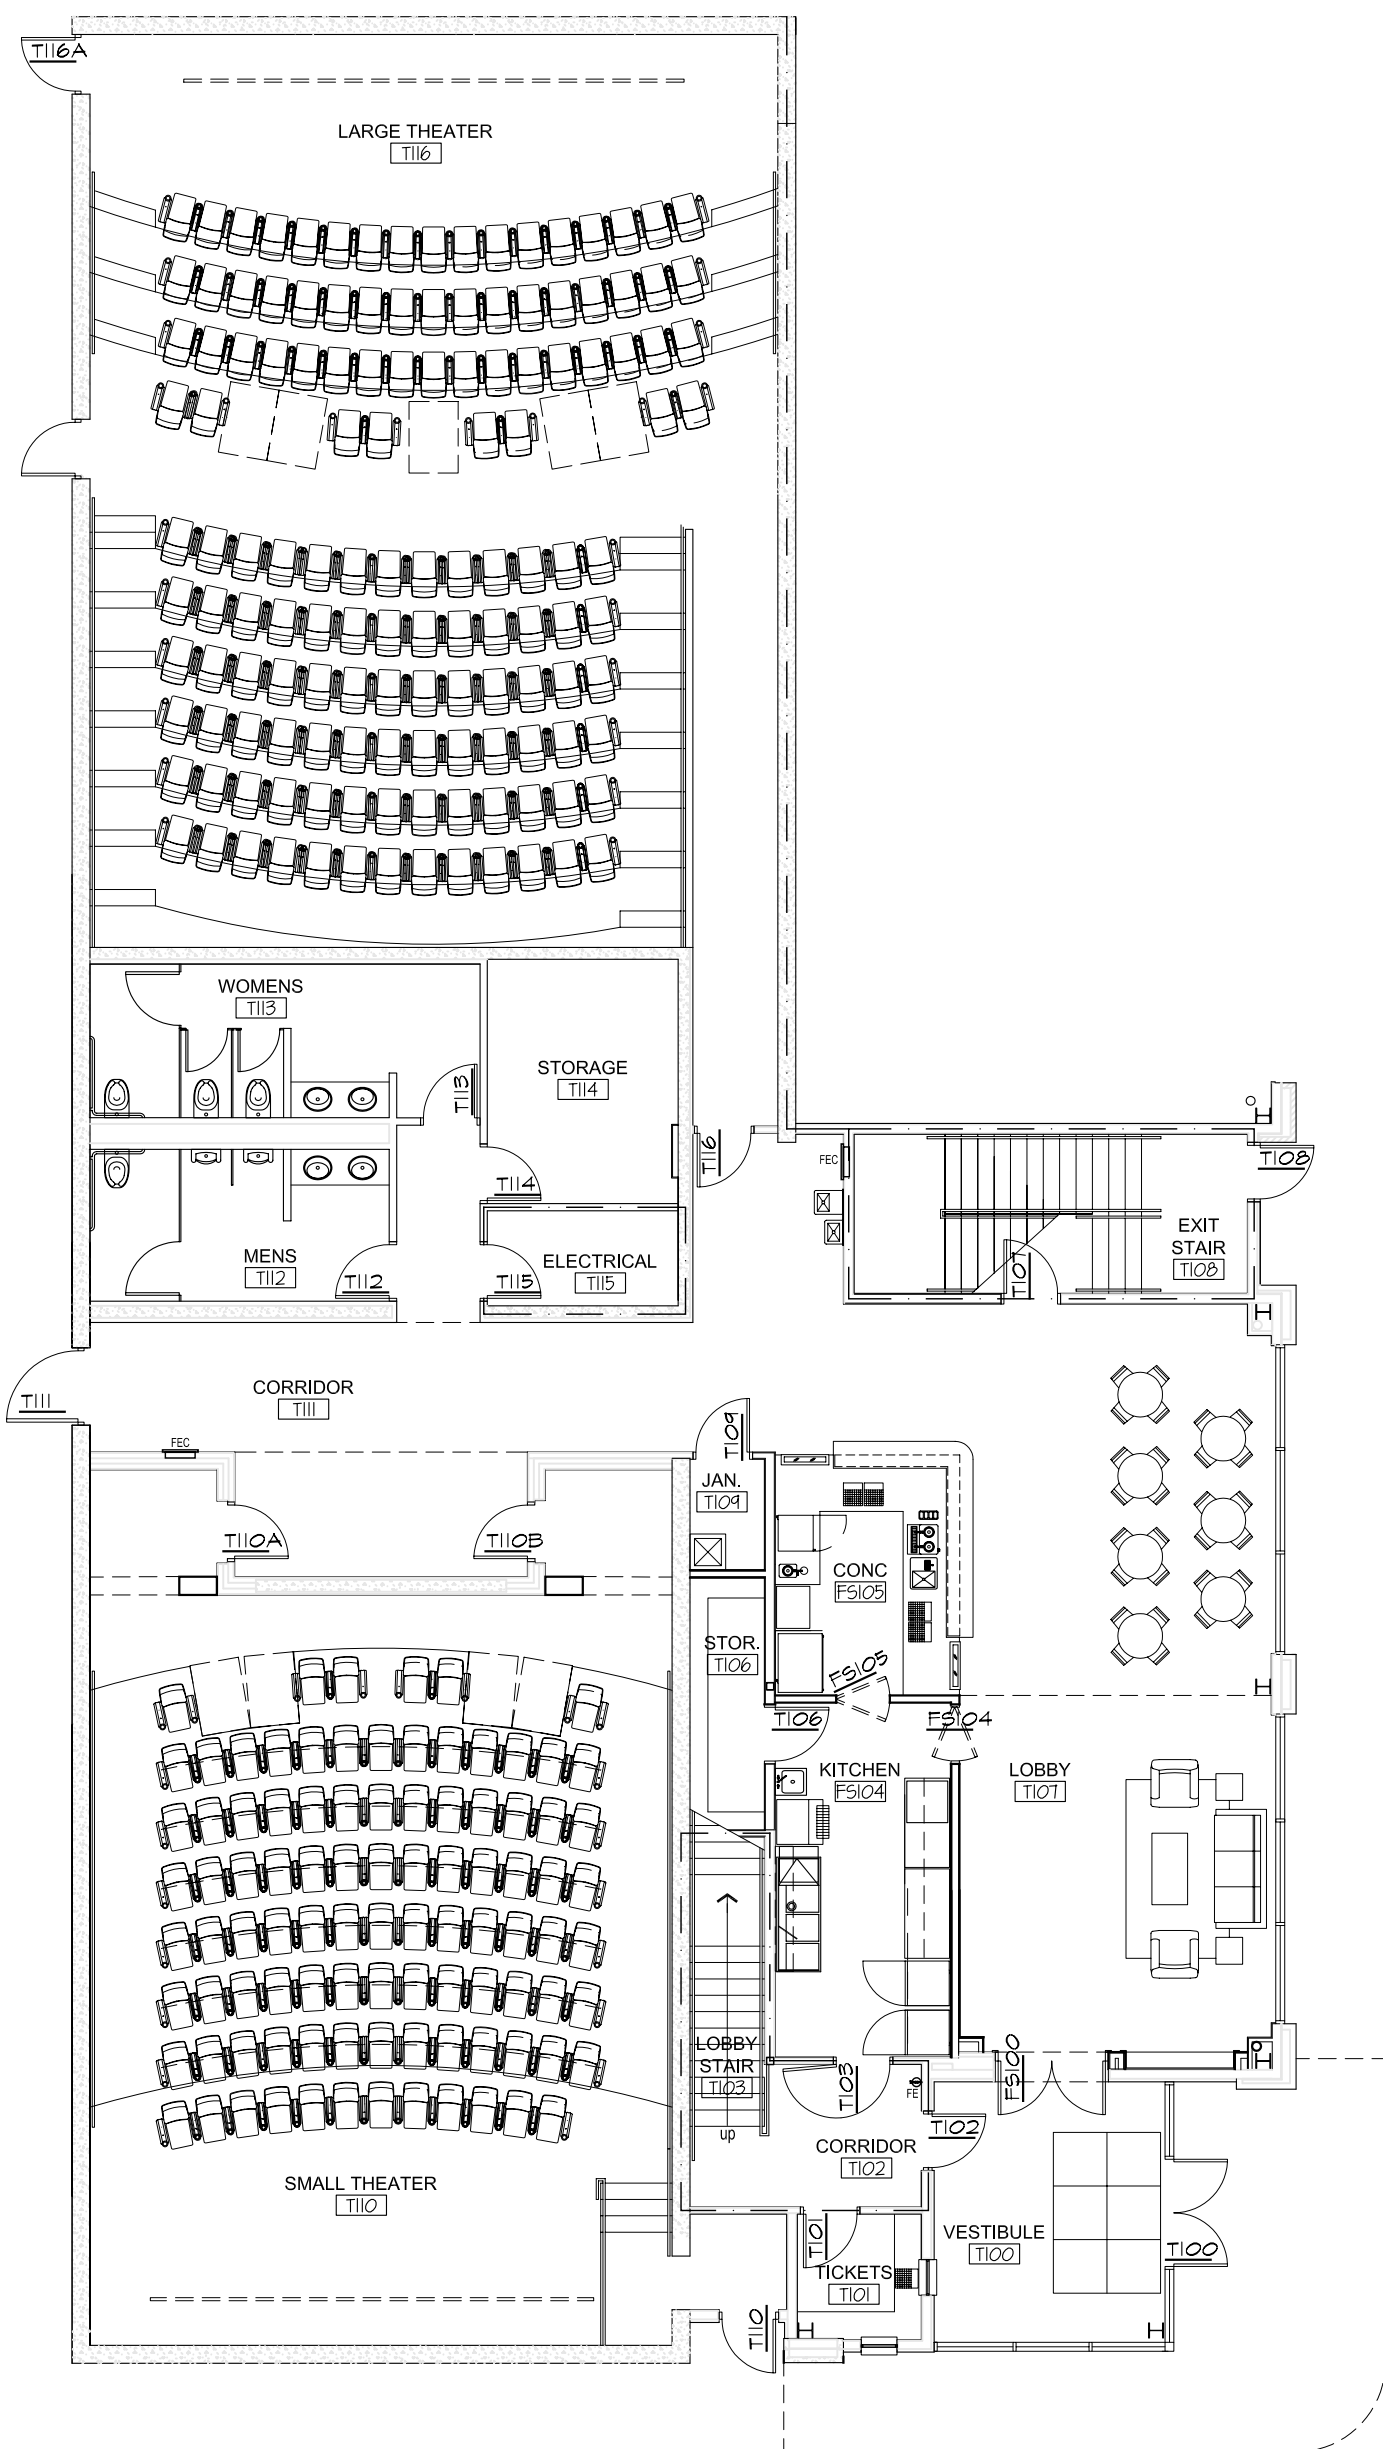 T116A
LARGE THEATER
T116
WOMENS
T113
STORAGE
T114
T113
T116
FEC
T108
T114
EXIT
STAIR
T108
MENS
T112
T112
ELECTRICAL
T115
T115
T107
T111
CORRIDOR
T111
FEC
T109
JAN.
T109
T110A
T110B
CONC
FS105
STOR.
T106
FS105
T106
FS104
KITCHEN
FS104
LOBBY
T107
LOBBY
STAIR
T103
T103
FE
FS100
up
T102
CORRIDOR
T102
SMALL THEATER
T110
T101
VESTIBULE
T100
T100
TICKETS
T101
T110